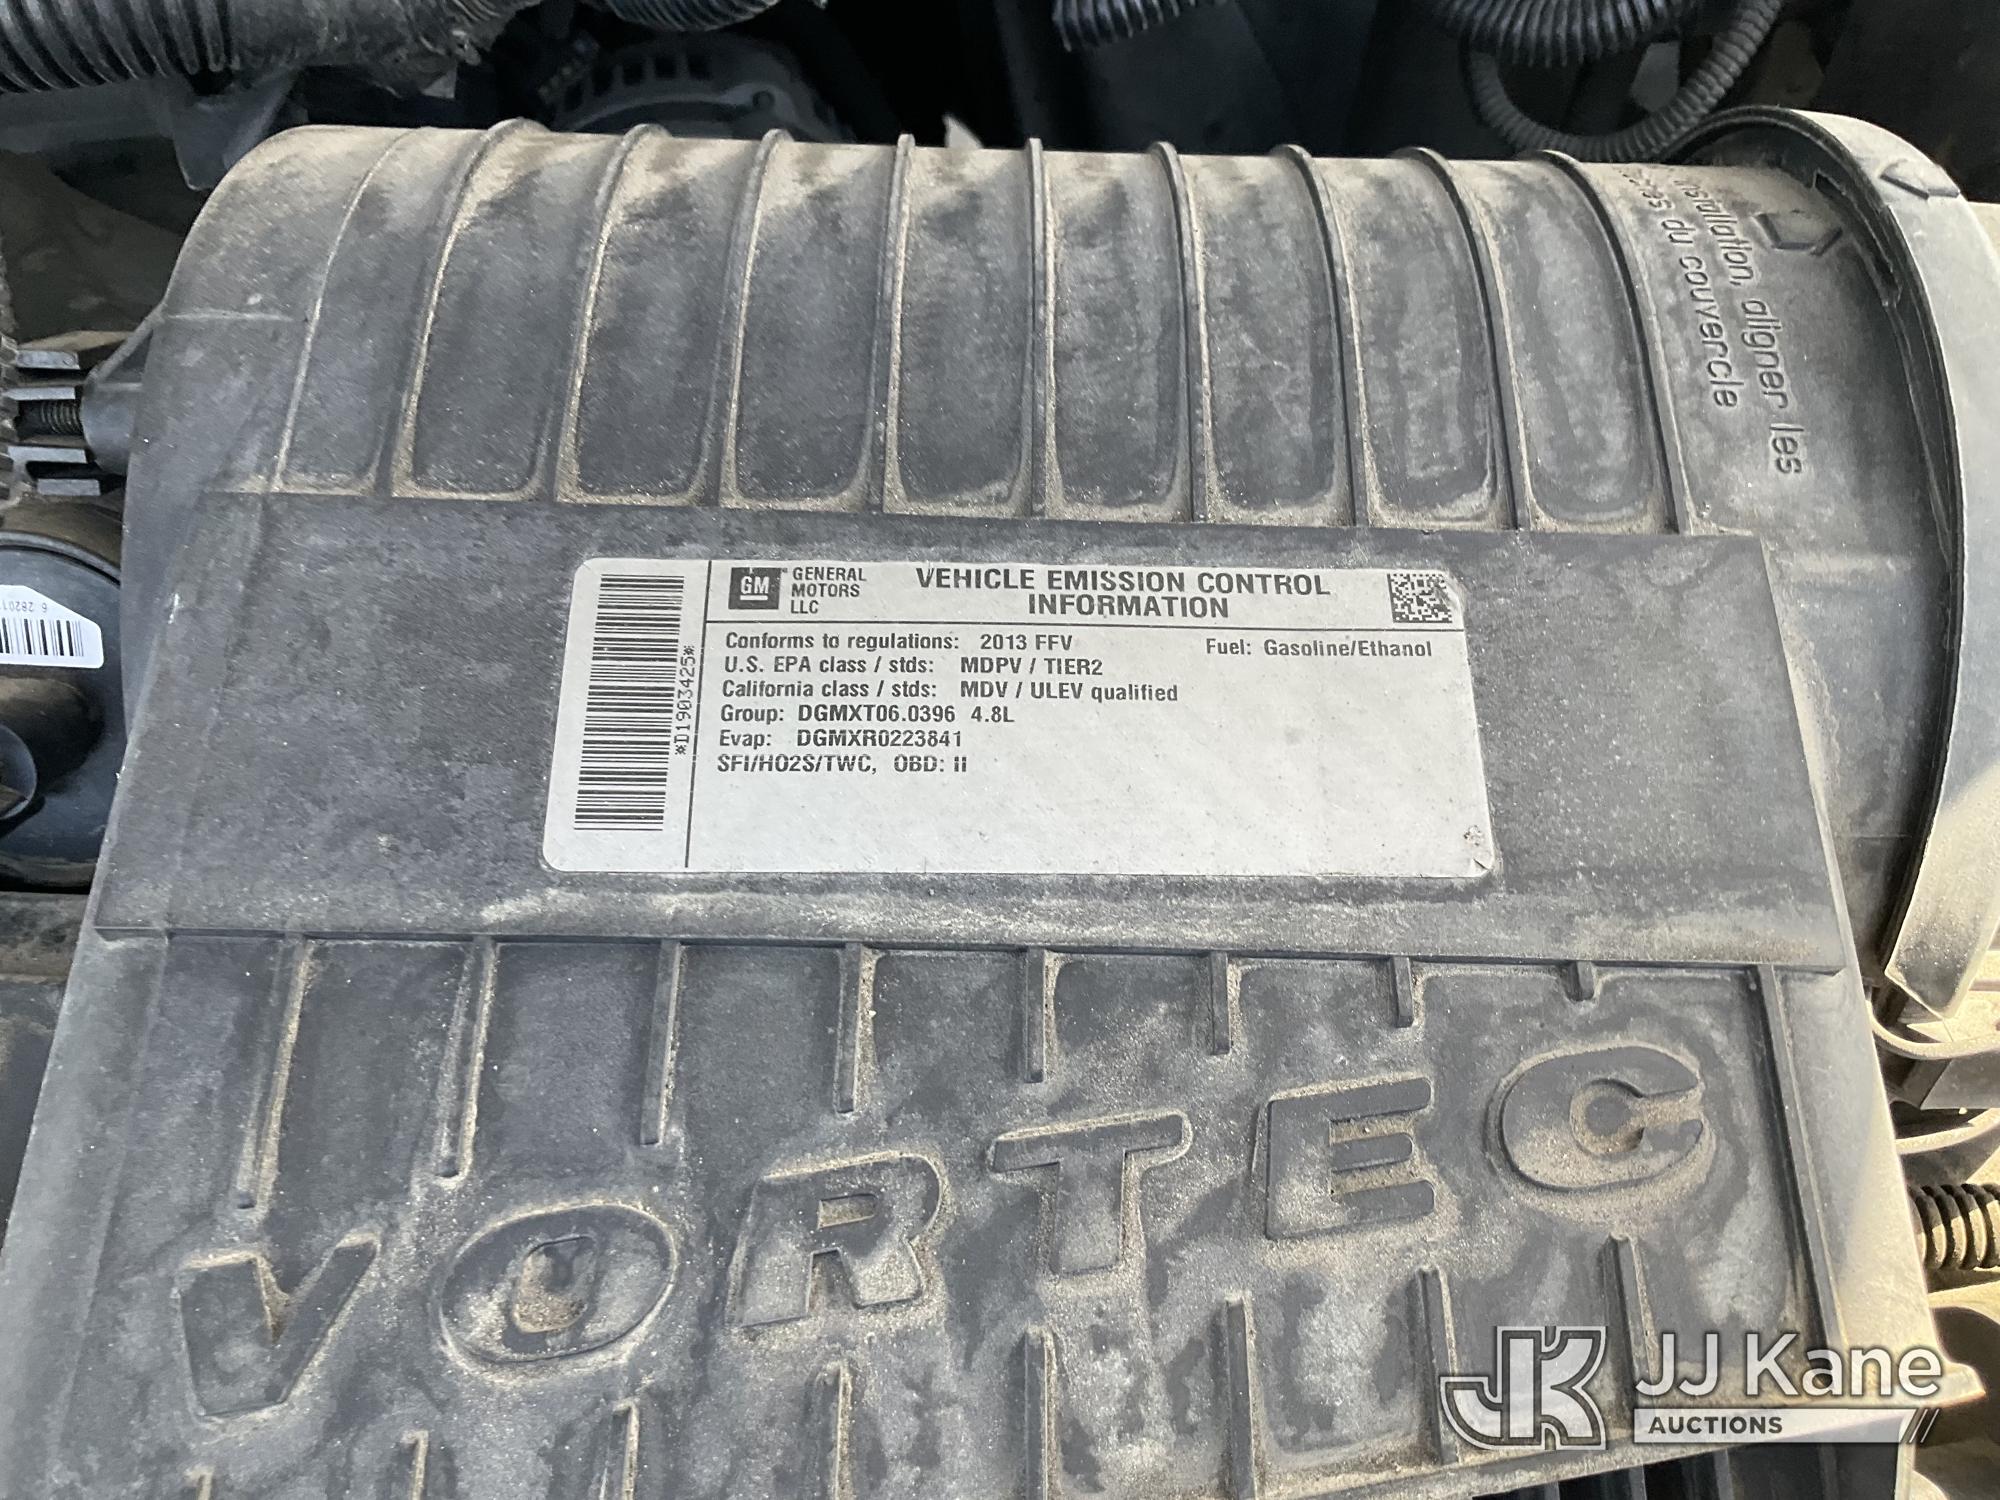 installation, aligner les
du couvercle
GM GENERAL
MOTORS
LLC
VEHICLE EMISSION CONTROL
INFORMATION
Conforms to regulations: 2013 FFV
Fuel: Gasoline/Ethanol
U.S. EPA class / stds: MDPV / TIER2
California class / stds: MDV / ULEV qualified
Group: DGMXT06.0396 4.8L
Evap: DGMXR0223841
SFI/HO2S/TWC, OBD: II
*D1903425*
VORTEC
JK JJ Kane
AUCTIONS